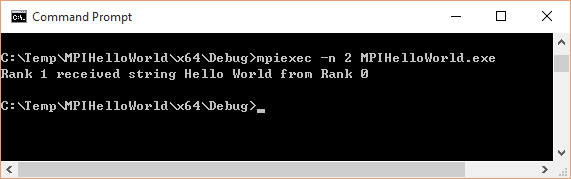 Command Prompt
C:\Temp\MPIHelloWorld\x64\Debug>mpiexec -n 2 MPIHelloWorld.exe
Rank 1 received string Hello World from Rank 0
C:\Temp\MPIHelloWorld\x64\Debug>_